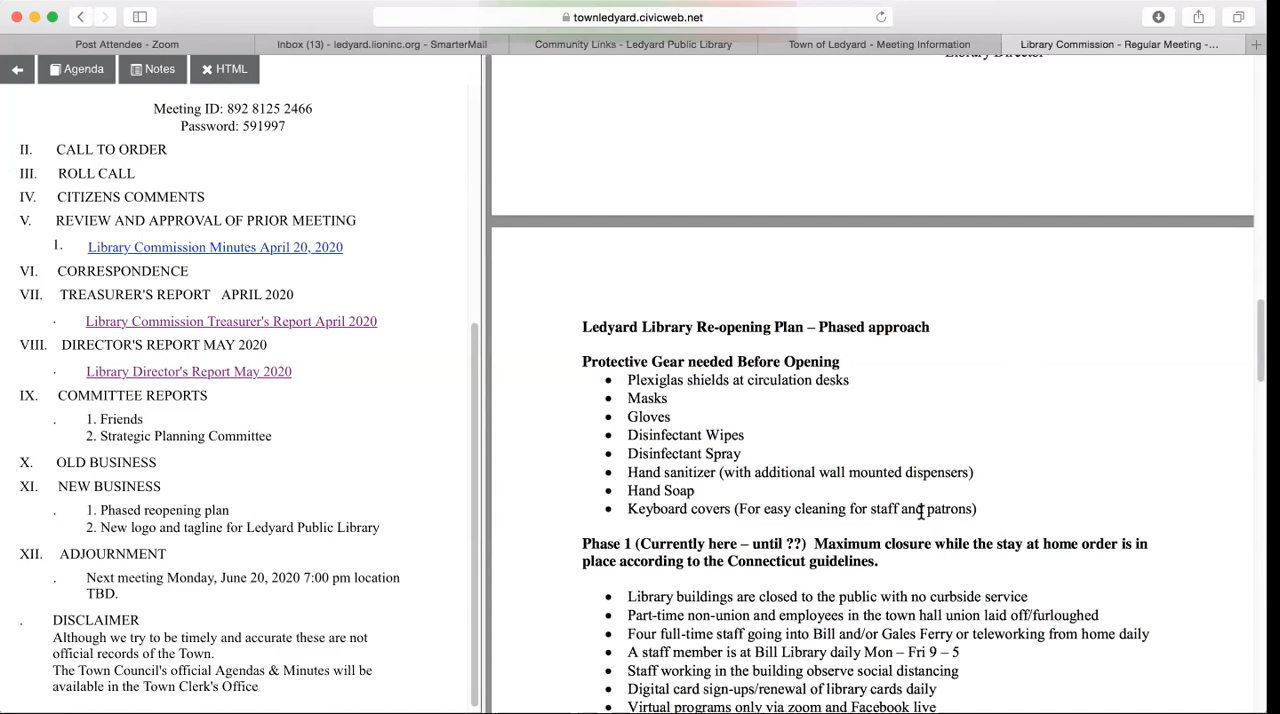 townledyard.civicweb.net
Post Attendee - Zoom
Inbox (13) - ledyard.lioninc.org - SmarterMail
Community Links - Ledyard Public Library
Town of Ledyard - Meeting Information
Library Commission - Regular Meeting -...
Agenda
Notes
HTML
Meeting ID: 892 8125 2466
Password: 591997
II. CALL TO ORDER
III. ROLL CALL
IV. CITIZENS COMMENTS
V. REVIEW AND APPROVAL OF PRIOR MEETING
I. Library Commission Minutes April 20, 2020
VI. CORRESPONDENCE
VII. TREASURER'S REPORT APRIL 2020
. Library Commission Treasurer's Report April 2020
VIII. DIRECTOR'S REPORT MAY 2020
. Library Director's Report May 2020
IX. COMMITTEE REPORTS
. 1. Friends
2. Strategic Planning Committee
X. OLD BUSINESS
XI. NEW BUSINESS
. 1. Phased reopening plan
2. New logo and tagline for Ledyard Public Library
XII. ADJOURNMENT
. Next meeting Monday, June 20, 2020 7:00 pm location
TBD.
. DISCLAIMER
Although we try to be timely and accurate these are not
official records of the Town.
The Town Council's official Agendas & Minutes will be
available in the Town Clerk's Office
Library Director
Ledyard Library Re-opening Plan – Phased approach
Protective Gear needed Before Opening
• Plexiglas shields at circulation desks
• Masks
• Gloves
• Disinfectant Wipes
• Disinfectant Spray
• Hand sanitizer (with additional wall mounted dispensers)
• Hand Soap
• Keyboard covers (For easy cleaning for staff and patrons)
Phase 1 (Currently here – until ??) Maximum closure while the stay at home order is in
place according to the Connecticut guidelines.
• Library buildings are closed to the public with no curbside service
• Part-time non-union and employees in the town hall union laid off/furloughed
• Four full-time staff going into Bill and/or Gales Ferry or teleworking from home daily
• A staff member is at Bill Library daily Mon – Fri 9 – 5
• Staff working in the building observe social distancing
• Digital card sign-ups/renewal of library cards daily
• Virtual programs only via zoom and Facebook live